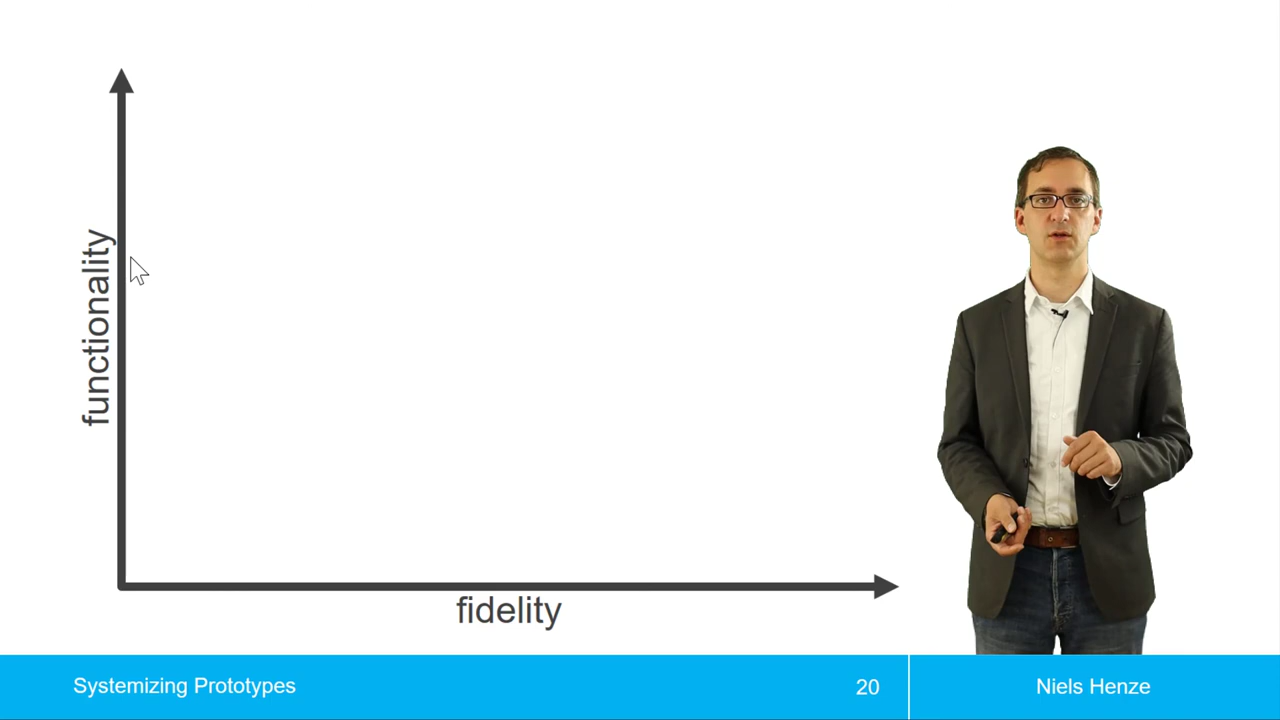 functionality
fidelity
Systemizing Prototypes
20
Niels Henze